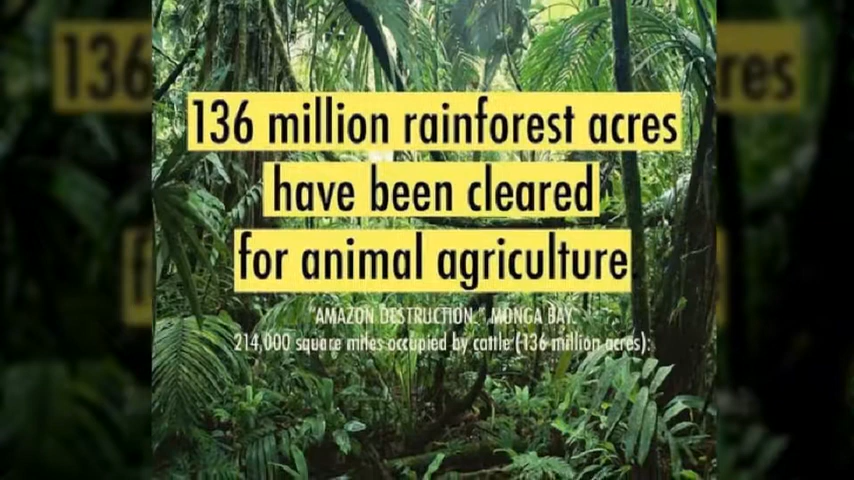 136 million rainforest acres
have been cleared
for animal agriculture.
"AMAZON DESTRUCTION." MONGA BAY.
214,000 square miles occupied by cattle (136 million acres):